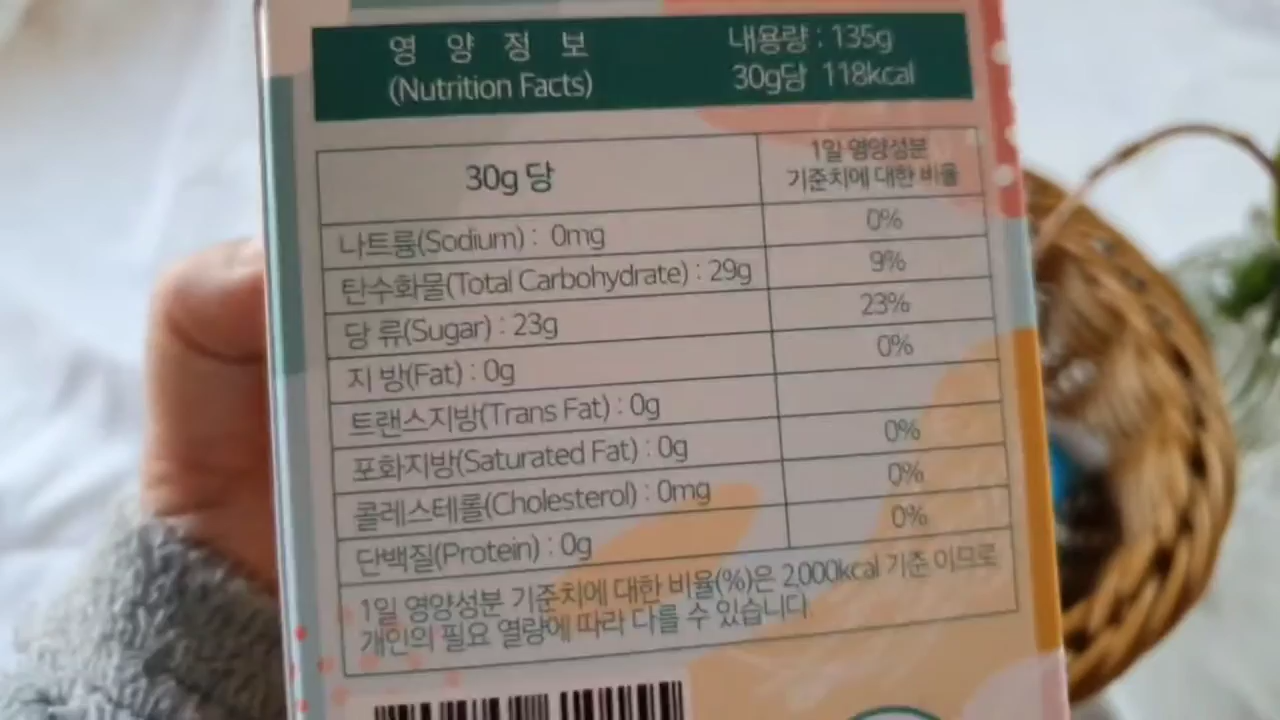 영 양 정 보
(Nutrition Facts)
내용량 : 135g
30g당 118kcal
30g 당
1일 영양성분
기준치에 대한 비율
나트륨(Sodium) : 0mg
0%
탄수화물(Total Carbohydrate) : 29g
9%
당 류(Sugar) : 23g
23%
지 방(Fat) : 0g
0%
트랜스지방(Trans Fat) : 0g
포화지방(Saturated Fat) : 0g
0%
콜레스테롤(Cholesterol) : 0mg
0%
단백질(Protein) : 0g
0%
1일 영양성분 기준치에 대한 비율(%)은 2,000kcal 기준 이므로
개인의 필요 열량에 따라 다를 수 있습니다.